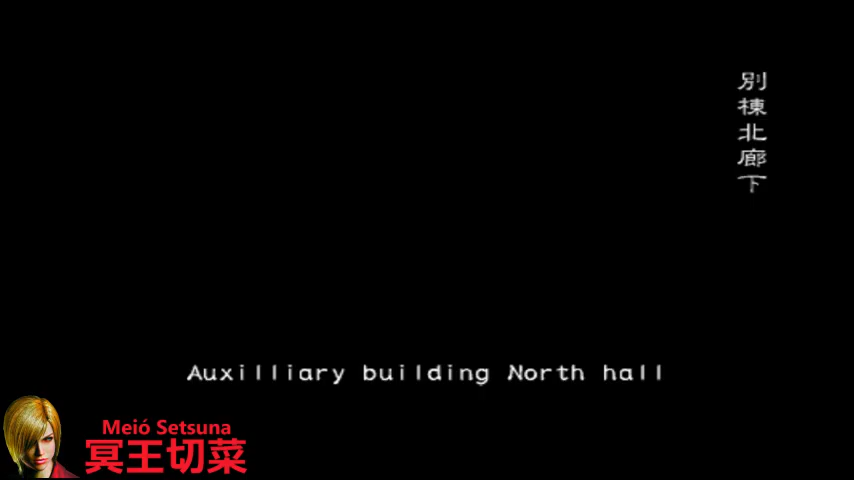 別棟北廊下
Auxilliary building North hall
Meió Setsuna
冥王切菜